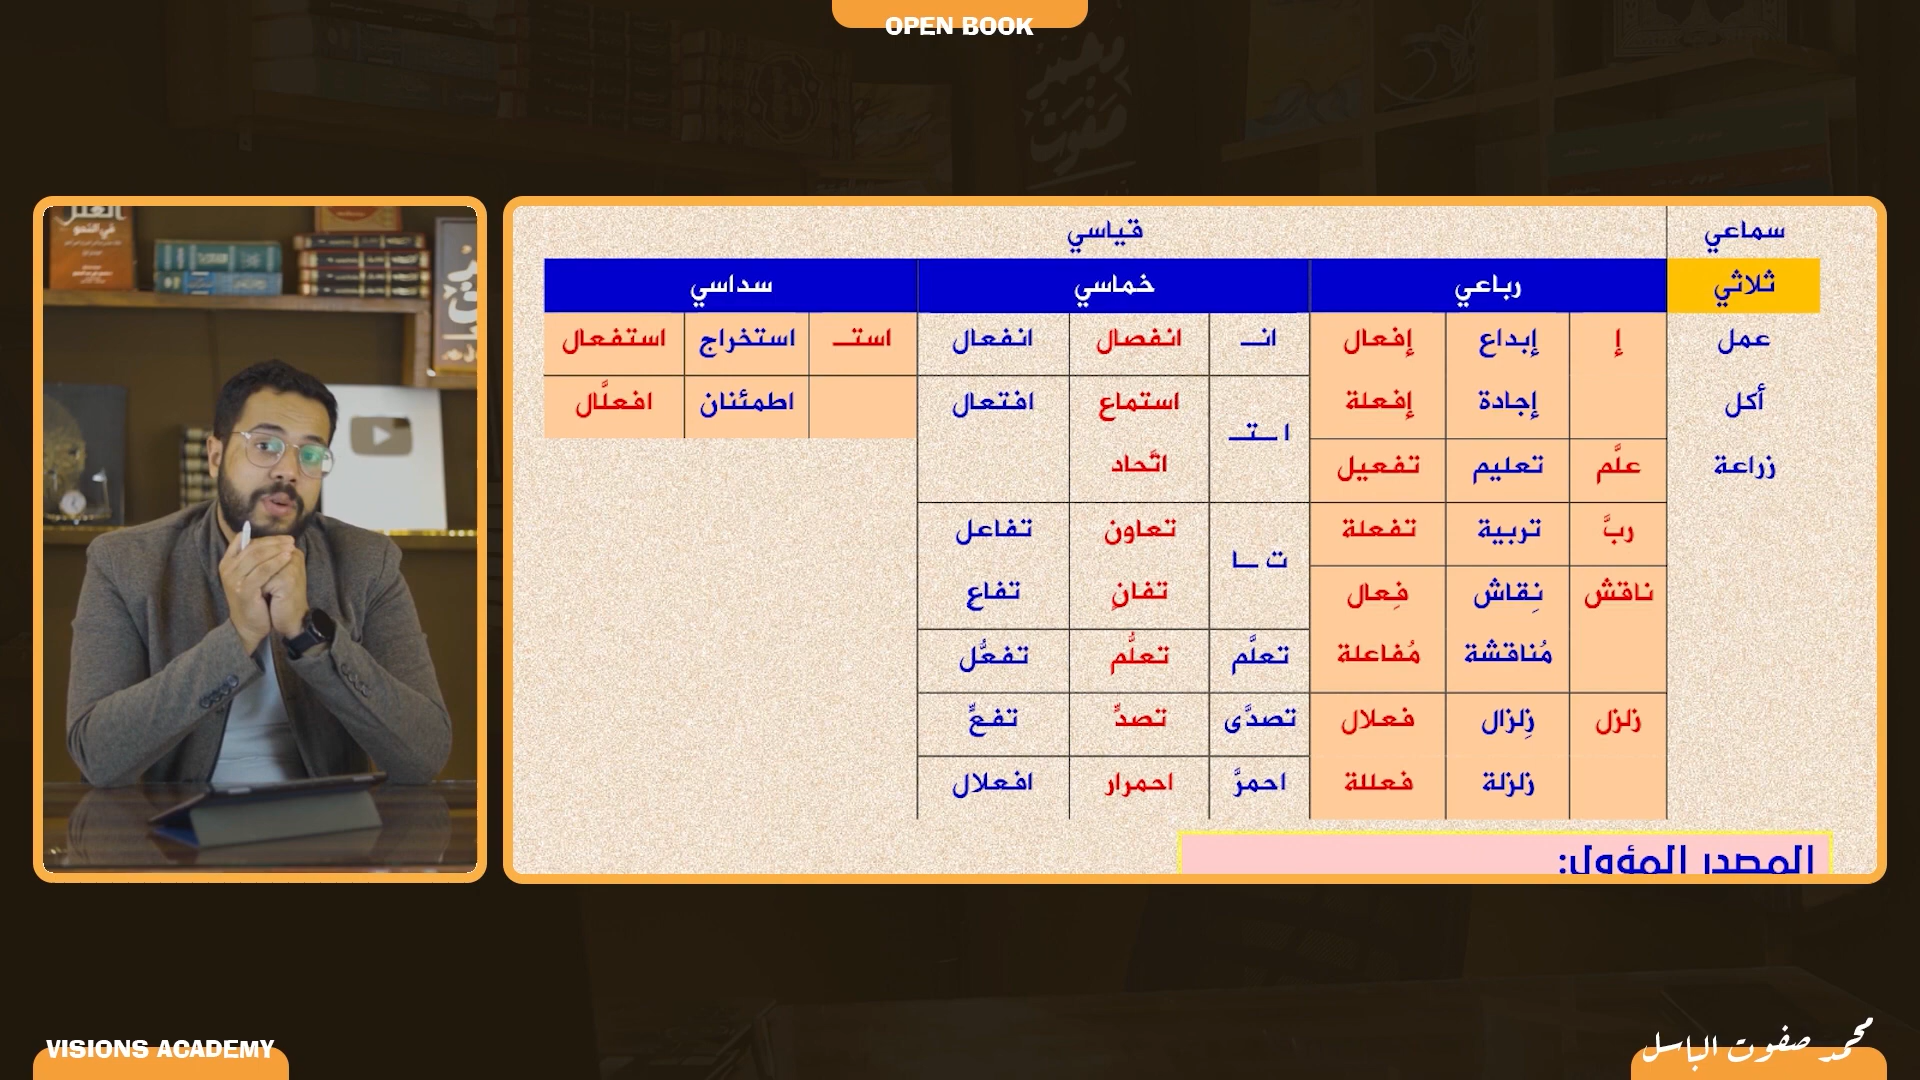 OPEN BOOK
سماعي قياسي
ثلاثي رباعي خماسي سداسي
عمل إ إبداع إفعال انـ انفصال انفعال استـ استخراج استفعال
أكل إجادة إفعلة ا ـتـ استماع افتعال اطمئنان افعلَّال
زراعة علَّم تعليم تفعيل اتَّحاد
ربَّ تربية تفعلة ت ـا تعاون تفاعل
ناقش نِقاش فِعال تفانٍ تفاع
مُناقشة مُفاعلة تعلَّم تعلُّم تفعُّل
زلزل زِلزال فعلال تصدَّى تصدٍّ تفعٍّ
زلزلة فعللة احمرَّ احمرار افعلال
المصدر المؤول:
في النحو
VISIONS ACADEMY
محمد صفوت الباسل